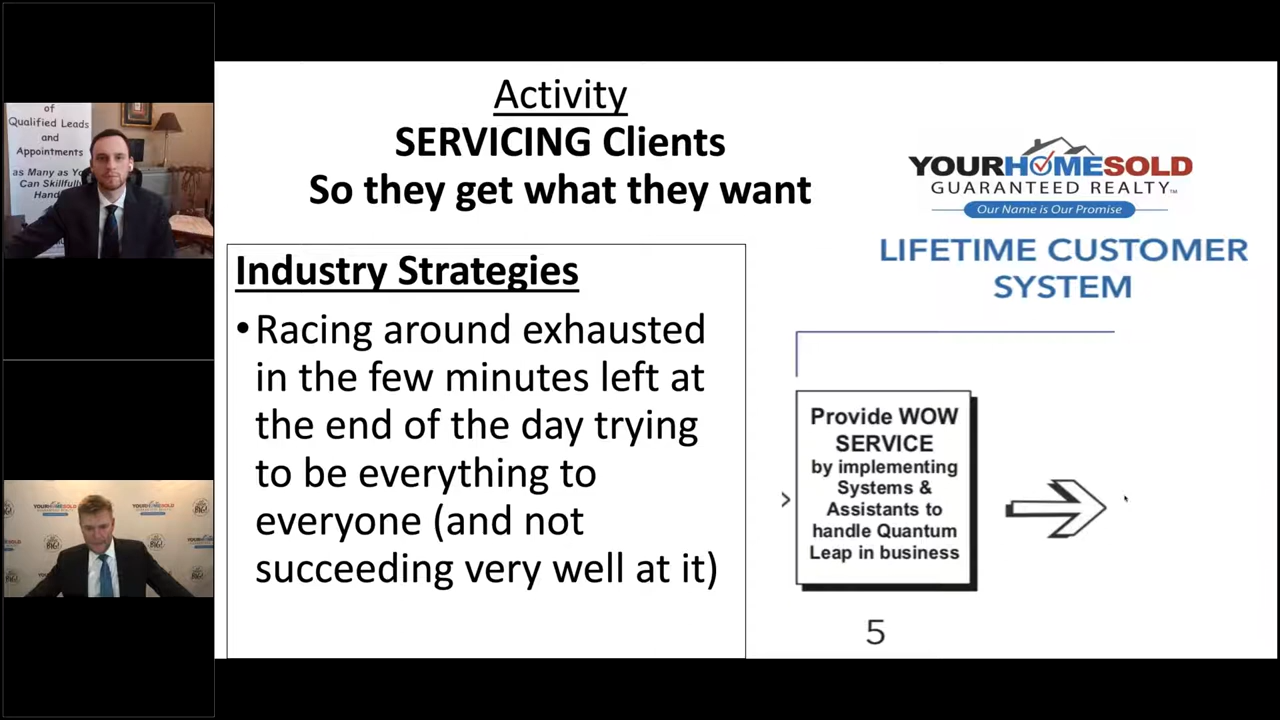 of
Qualified Leads
and
Appointments
as Many as
Can Skillfully
Activity
SERVICING Clients
So they get what they want
Industry Strategies
•Racing around exhausted
in the few minutes left at
the end of the day trying
to be everything to
everyone (and not
succeeding very well at it)
YOURHOMESOLD
GUARANTEED REALTY™
Our Name is Our Promise
LIFETIME CUSTOMER
SYSTEM
Provide WOW
SERVICE
by implementing
Systems &
Assistants to
handle Quantum
Leap in business
5
YOURHOMESOLD
YOURHOMESOLD